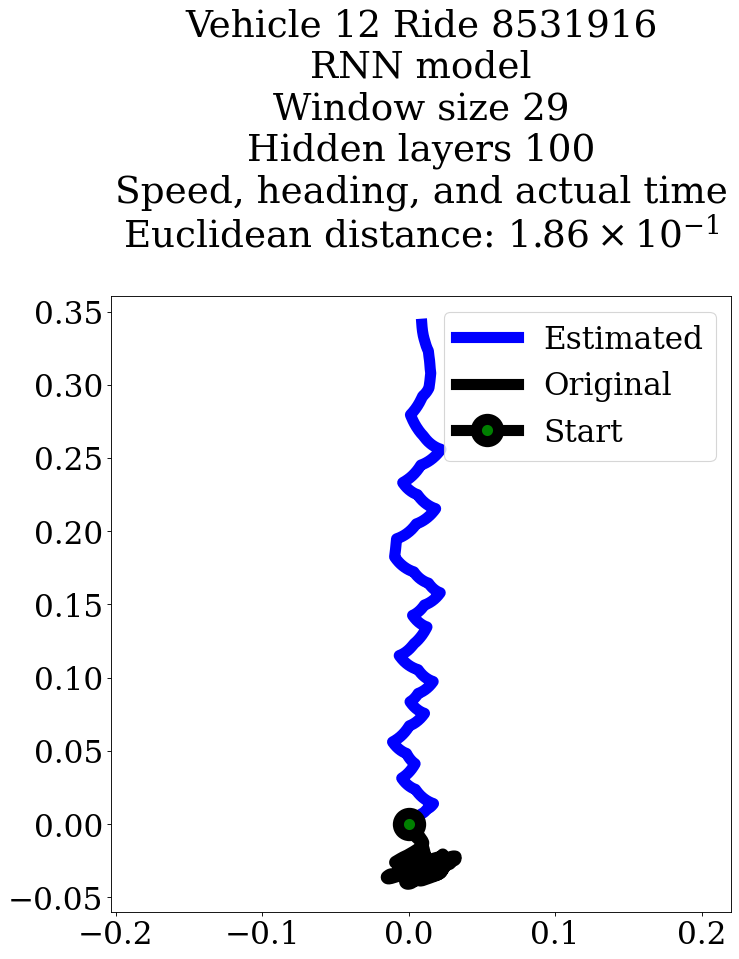 Vehicle 12 Ride 8531916
RNN model
Window size 29
Hidden layers 100
Speed, heading, and actual time
Euclidean distance: 1.86 × 10⁻¹
0.35
0.30
0.25
0.20
0.15
0.10
0.05
0.00
−0.05
Estimated
Original
Start
−0.2
−0.1
0.0
0.1
0.2